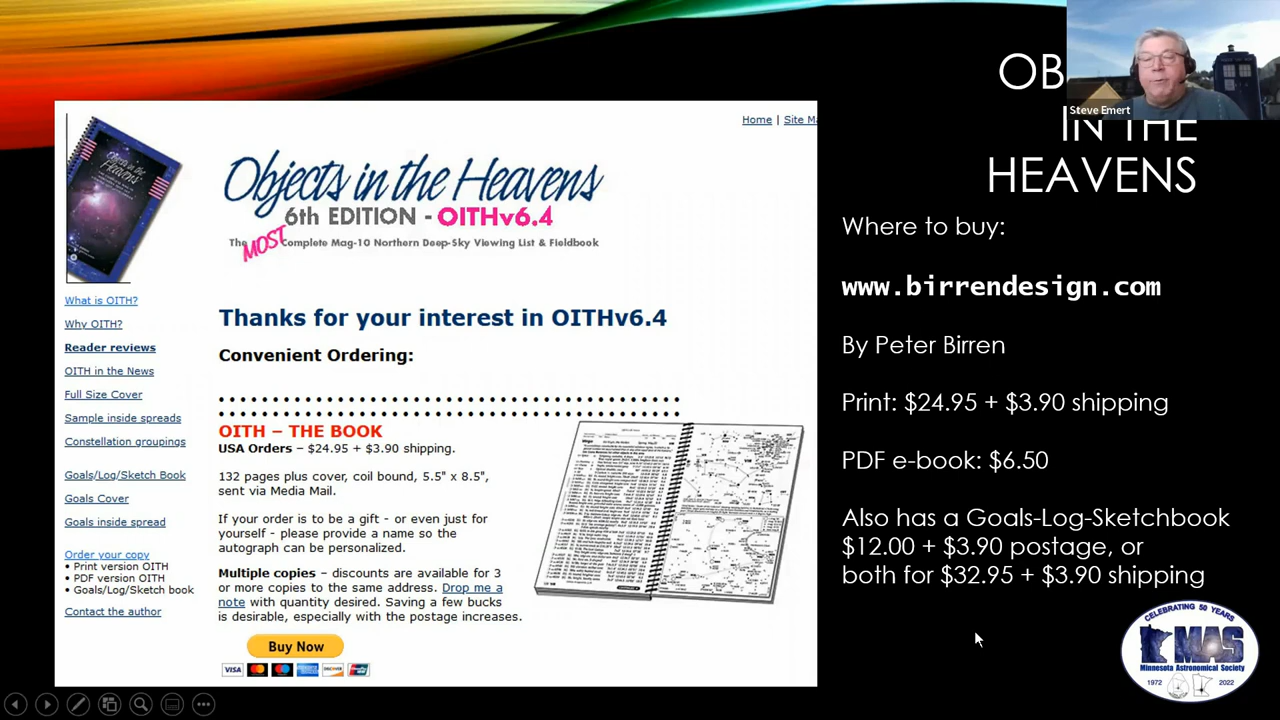 OB
IN THE
HEAVENS
Steve Emert
Home | Site Ma
Objects in the Heavens
Objects in the Heavens
6th EDITION - OITHv6.4
The MOST Complete Mag-10 Northern Deep-Sky Viewing List & Fieldbook
What is OITH?
Why OITH?
Reader reviews
OITH in the News
Full Size Cover
Sample inside spreads
Constellation groupings
Goals/Log/Sketch Book
Goals Cover
Goals inside spread
Order your copy
• Print version OITH
• PDF version OITH
• Goals/Log/Sketch book
Contact the author
Thanks for your interest in OITHv6.4
Convenient Ordering:
OITH – THE BOOK
USA Orders – $24.95 + $3.90 shipping.
132 pages plus cover, coil bound, 5.5" x 8.5",
sent via Media Mail.
If your order is to be a gift - or even just for
yourself - please provide a name so the
autograph can be personalized.
Multiple copies – discounts are available for 3
or more copies to the same address. Drop me a
note with quantity desired. Saving a few bucks
is desirable, especially with the postage increases.
Buy Now
VISA
Where to buy:
www.birrendesign.com
By Peter Birren
Print: $24.95 + $3.90 shipping
PDF e-book: $6.50
Also has a Goals-Log-Sketchbook
$12.00 + $3.90 postage, or
both for $32.95 + $3.90 shipping
CELEBRATING 50 YEARS
MAS
Minnesota Astronomical Society
1972
2022